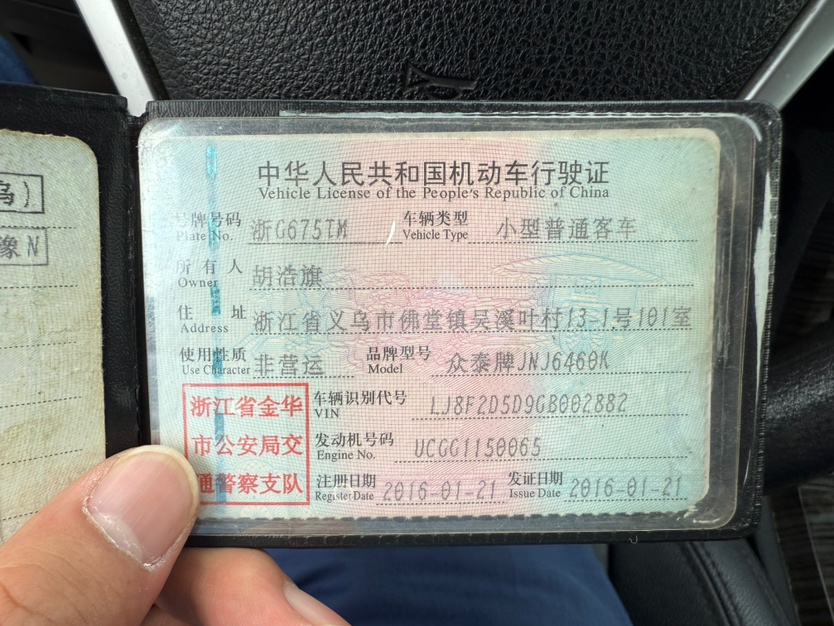 乌)
像N
中华人民共和国机动车行驶证
Vehicle License of the People's Republic of China
号牌号码 浙G675TM 车辆类型 小型普通客车
Plate No. Vehicle Type
所有人 胡浩旗
Owner
住址 浙江省义乌市佛堂镇吴溪叶村13-1号101室
Address
使用性质 非营运 品牌型号 众泰牌JNJ6460K
Use Character Model
浙江省金华
市公安局交
通警察支队
车辆识别代号 LJ8F2D5D9GB002882
VIN
发动机号码 UCGG1150065
Engine No.
注册日期 2016-01-21 发证日期 2016-01-21
Register Date Issue Date